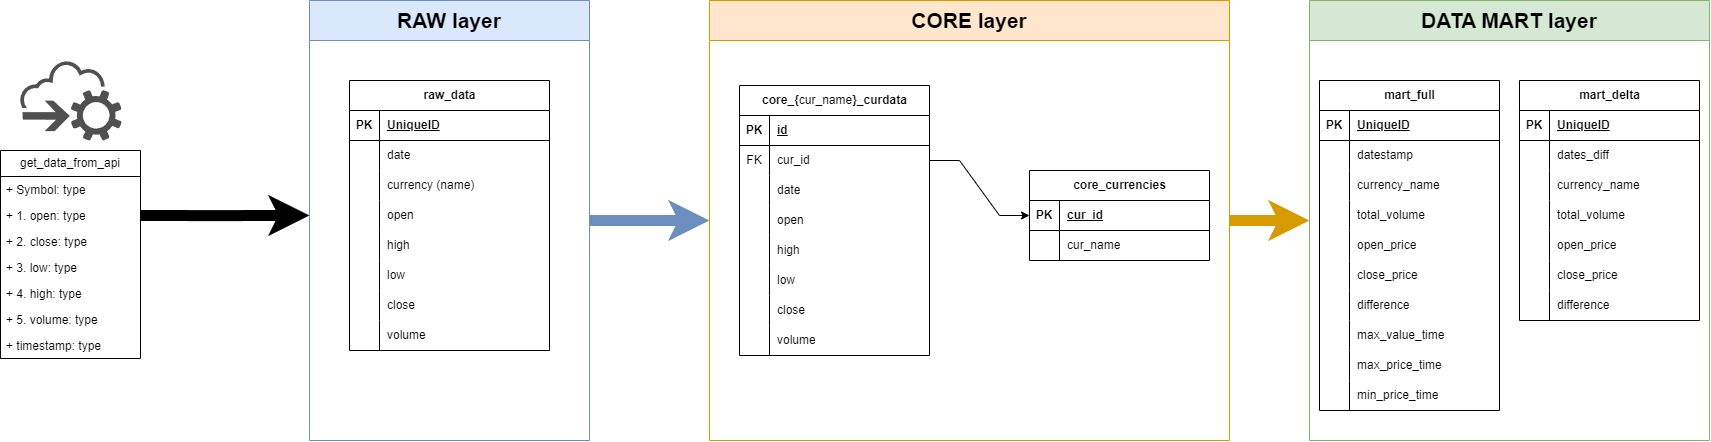 get_data_from_api
+ Symbol: type
+ 1. open: type
+ 2. close: type
+ 3. low: type
+ 4. high: type
+ 5. volume: type
+ timestamp: type
RAW layer
raw_data
PK UniqueID
date
currency (name)
open
high
low
close
volume
CORE layer
core_{cur_name}_curdata
PK id
FK cur_id
date
open
high
low
close
volume
core_currencies
PK cur_id
cur_name
DATA MART layer
mart_full
PK UniqueID
datestamp
currency_name
total_volume
open_price
close_price
difference
max_value_time
max_price_time
min_price_time
mart_delta
PK UniqueID
dates_diff
currency_name
total_volume
open_price
close_price
difference